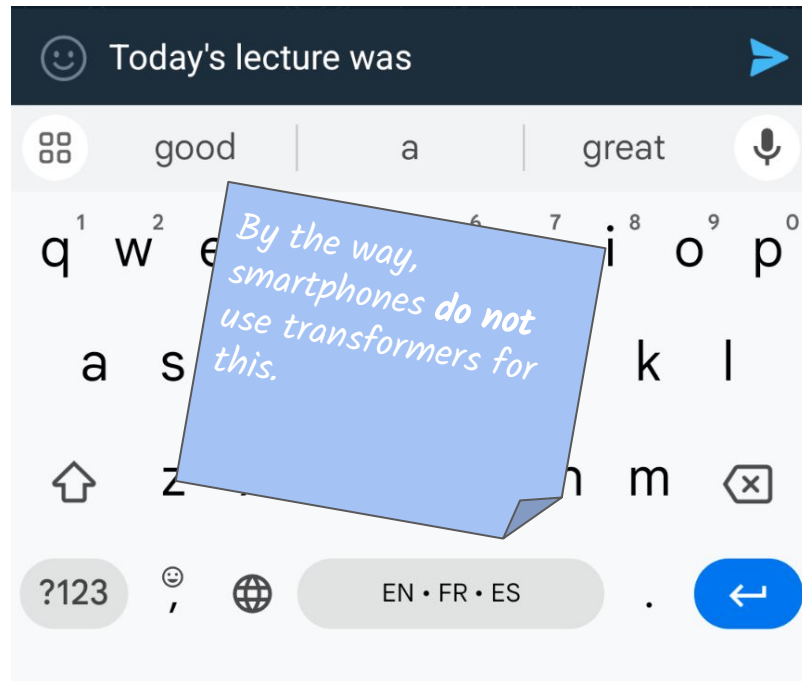 Today's lecture was
good a great
q 1 w 2 e 6 7 i 8 o 9 p 0
By the way,
smartphones do not
use transformers for
this.
a s k l
z m
?123 , EN • FR • ES .